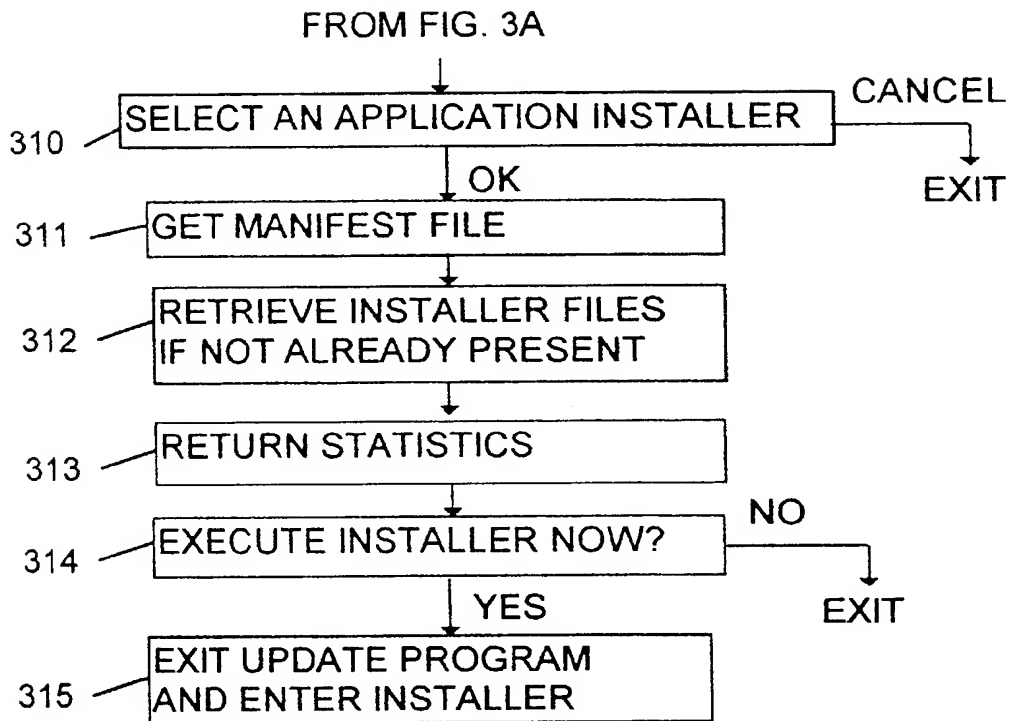 FROM FIG. 3A
CANCEL
310
SELECT AN APPLICATION INSTALLER
EXIT
OK
311
GET MANIFEST FILE
312
RETRIEVE INSTALLER FILES
IF NOT ALREADY PRESENT
313
RETURN STATISTICS
314
EXECUTE INSTALLER NOW?
NO
EXIT
YES
315
EXIT UPDATE PROGRAM
AND ENTER INSTALLER